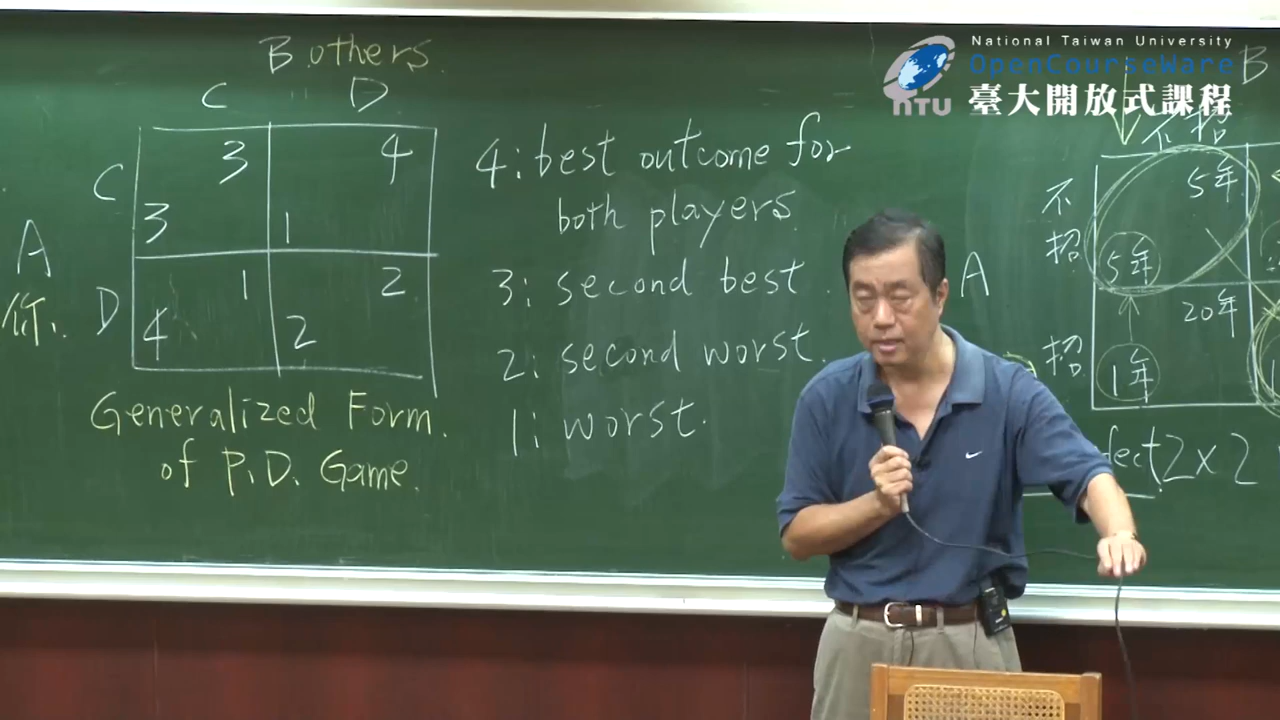 B others.
C D
C 3 4
3 1
A
你.
D 1 2
4 2
Generalized Form
of P.D. Game.
4: best outcome for
both players.
3: second best.
2: second worst.
1: worst.
National Taiwan University
OpenCourseWare
NTU 臺大開放式課程
B
不招
A
不招
5年
5年
招
20年
1年
fect 2x2